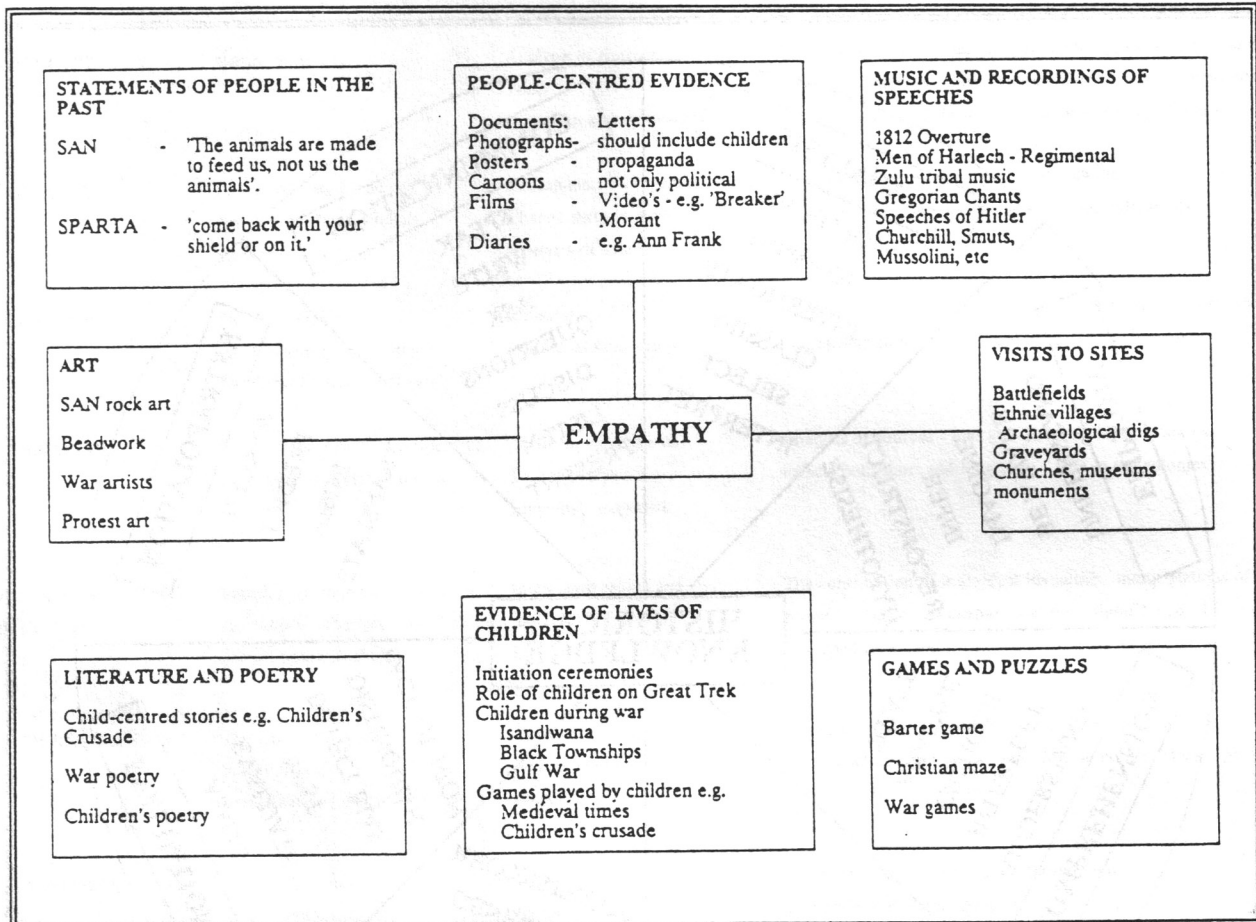 STATEMENTS OF PEOPLE IN THE
PAST
SAN - 'The animals are made
to feed us, not us the
animals'.
SPARTA - 'come back with your
shield or on it.'
PEOPLE-CENTRED EVIDENCE
Documents: Letters
Photographs- should include children
Posters - propaganda
Cartoons - not only political
Films - Video's - e.g. 'Breaker'
Morant
Diaries - e.g. Ann Frank
MUSIC AND RECORDINGS OF
SPEECHES
1812 Overture
Men of Harlech - Regimental
Zulu tribal music
Gregorian Chants
Speeches of Hitler
Churchill, Smuts,
Mussolini, etc
ART
SAN rock art
Beadwork
War artists
Protest art
EMPATHY
VISITS TO SITES
Battlefields
Ethnic villages
Archaeological digs
Graveyards
Churches, museums
monuments
LITERATURE AND POETRY
Child-centred stories e.g. Children's
Crusade
War poetry
Children's poetry
EVIDENCE OF LIVES OF
CHILDREN
Initiation ceremonies
Role of children on Great Trek
Children during war
Isandlwana
Black Townships
Gulf War
Games played by children e.g.
Medieval times
Children's crusade
GAMES AND PUZZLES
Barter game
Christian maze
War games